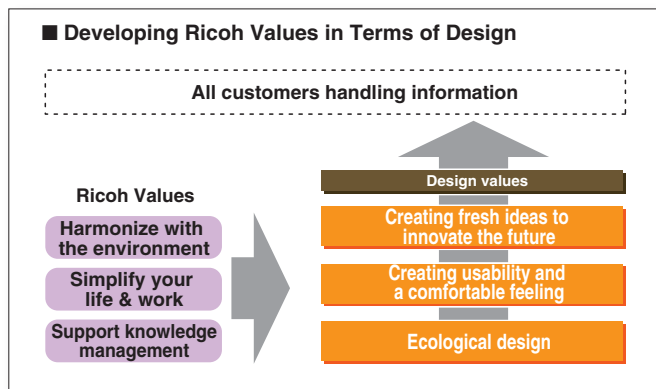 ■ Developing Ricoh Values in Terms of Design
All customers handling information
Ricoh Values
Harmonize with
the environment
Simplify your
life & work
Support knowledge
management
Design values
Creating fresh ideas to
innovate the future
Creating usability and
a comfortable feeling
Ecological design